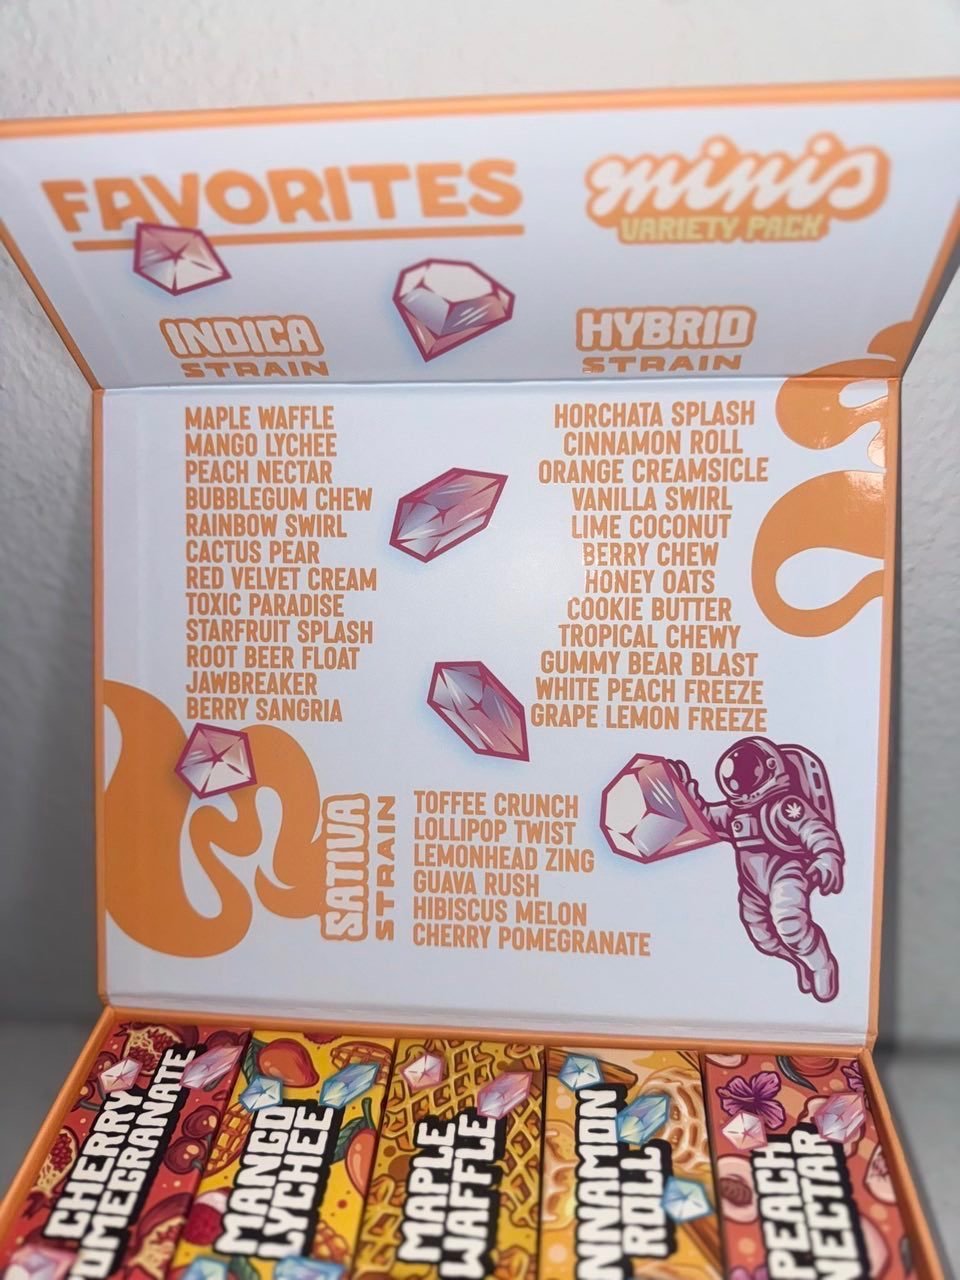 FAVORITES
minis
VARIETY PACK
INDICA
STRAIN
MAPLE WAFFLE
MANGO LYCHEE
PEACH NECTAR
BUBBLEGUM CHEW
RAINBOW SWIRL
CACTUS PEAR
RED VELVET CREAM
TOXIC PARADISE
STARFRUIT SPLASH
ROOT BEER FLOAT
JAWBREAKER
BERRY SANGRIA
HYBRID
STRAIN
HORCHATA SPLASH
CINNAMON ROLL
ORANGE CREAMSICLE
VANILLA SWIRL
LIME COCONUT
BERRY CHEW
HONEY OATS
COOKIE BUTTER
TROPICAL CHEWY
GUMMY BEAR BLAST
WHITE PEACH FREEZE
GRAPE LEMON FREEZE
SATIVA
STRAIN
TOFFEE CRUNCH
LOLLIPOP TWIST
LEMONHEAD ZING
GUAVA RUSH
HIBISCUS MELON
CHERRY POMEGRANATE
CHERRY
POMEGRANATE
MANGO
LYCHEE
MAPLE
WAFFLE
NNAMON
ROLL
PEACH
NECTAR